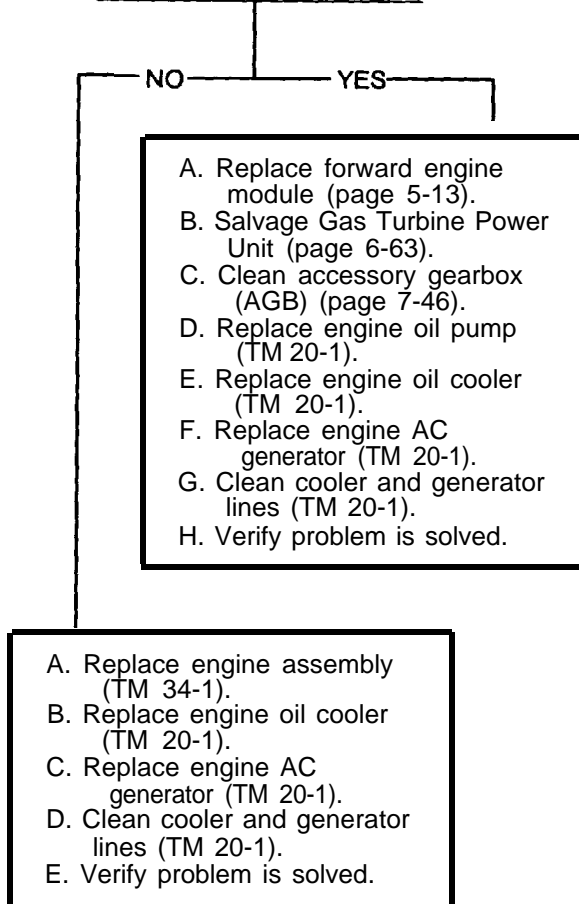 NO YES
A. Replace forward engine
module (page 5-13).
B. Salvage Gas Turbine Power
Unit (page 6-63).
C. Clean accessory gearbox
(AGB) (page 7-46).
D. Replace engine oil pump
(TM 20-1).
E. Replace engine oil cooler
(TM 20-1).
F. Replace engine AC
generator (TM 20-1).
G. Clean cooler and generator
lines (TM 20-1).
H. Verify problem is solved.
A. Replace engine assembly
(TM 34-1).
B. Replace engine oil cooler
(TM 20-1).
C. Replace engine AC
generator (TM 20-1).
D. Clean cooler and generator
lines (TM 20-1).
E. Verify problem is solved.